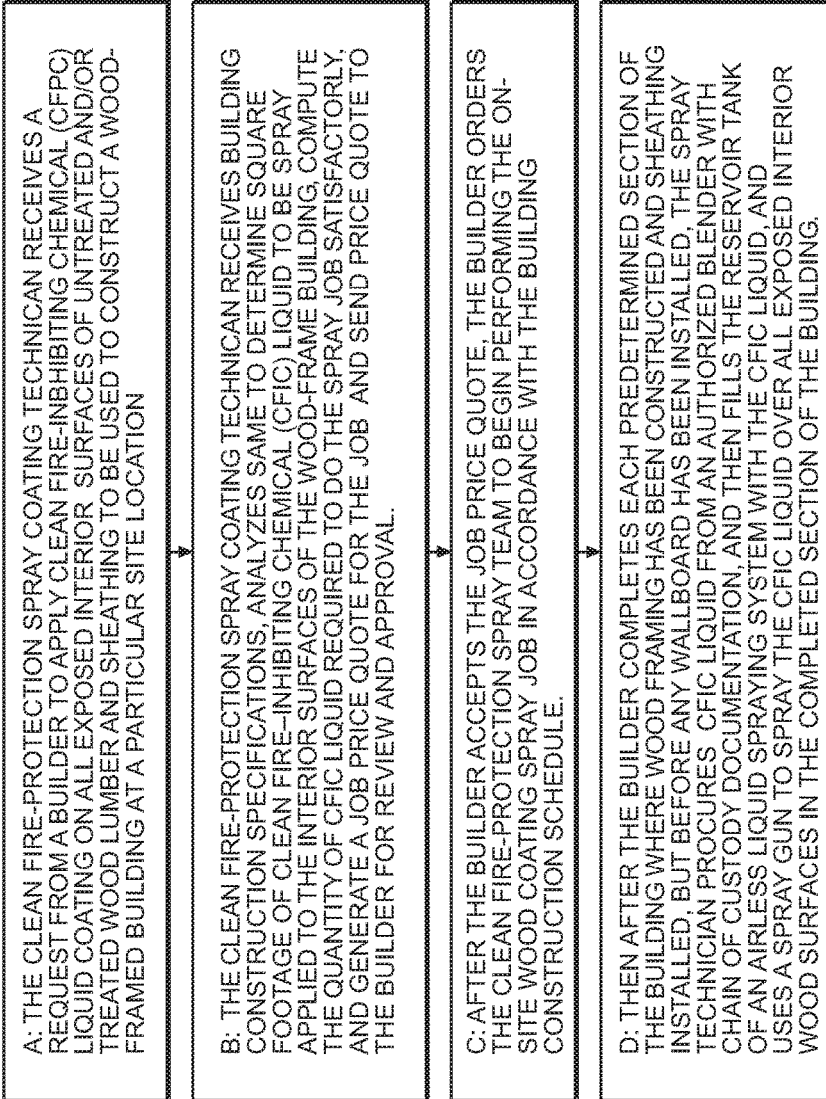 A: THE CLEAN FIRE-PROTECTION SPRAY COATING TECHNICAN RECEIVES A
REQUEST FROM A BUILDER TO APPLY CLEAN FIRE-INBHIBITING CHEMICAL (CFPC)
LIQUID COATING ON ALL EXPOSED INTERIOR SURFACES OF UNTREATED AND/OR
TREATED WOOD LUMBER AND SHEATHING TO BE USED TO CONSTRUCT A WOOD-
FRAMED BUILDING AT A PARTICULAR SITE LOCATION
B: THE CLEAN FIRE-PROTECTION SPRAY COATING TECHNICAN RECEIVES BUILDING
CONSTRUCTION SPECIFICATIONS, ANALYZES SAME TO DETERMINE SQUARE
FOOTAGE OF CLEAN FIRE–INHIBITING CHEMICAL (CFIC) LIQUID TO BE SPRAY
APPLIED TO THE INTERIOR SURFACES OF THE WOOD-FRAME BUILDING, COMPUTE
THE QUANTITY OF CFIC LIQUID REQUIRED TO DO THE SPRAY JOB SATISFACTORILY,
AND GENERATE A JOB PRICE QUOTE FOR THE JOB AND SEND PRICE QUOTE TO
THE BUILDER FOR REVIEW AND APPROVAL.
C: AFTER THE BUILDER ACCEPTS THE JOB PRICE QUOTE, THE BUILDER ORDERS
THE CLEAN FIRE-PROTECTION SPRAY TEAM TO BEGIN PERFORMING THE ON-
SITE WOOD COATING SPRAY JOB IN ACCORDANCE WITH THE BUILDING
CONSTRUCTION SCHEDULE.
D: THEN AFTER THE BUILDER COMPLETES EACH PREDETERMINED SECTION OF
THE BUILDING WHERE WOOD FRAMING HAS BEEN CONSTRUCTED AND SHEATHING
INSTALLED, BUT BEFORE ANY WALLBOARD HAS BEEN INSTALLED, THE SPRAY
TECHNICIAN PROCURES CFIC LIQUID FROM AN AUTHORIZED BLENDER WITH
CHAIN OF CUSTODY DOCUMENTATION, AND THEN FILLS THE RESERVOIR TANK
OF AN AIRLESS LIQUID SPRAYING SYSTEM WITH THE CFIC LIQUID, AND
USES A SPRAY GUN TO SPRAY THE CFIC LIQUID OVER ALL EXPOSED INTERIOR
WOOD SURFACES IN THE COMPLETED SECTION OF THE BUILDING.